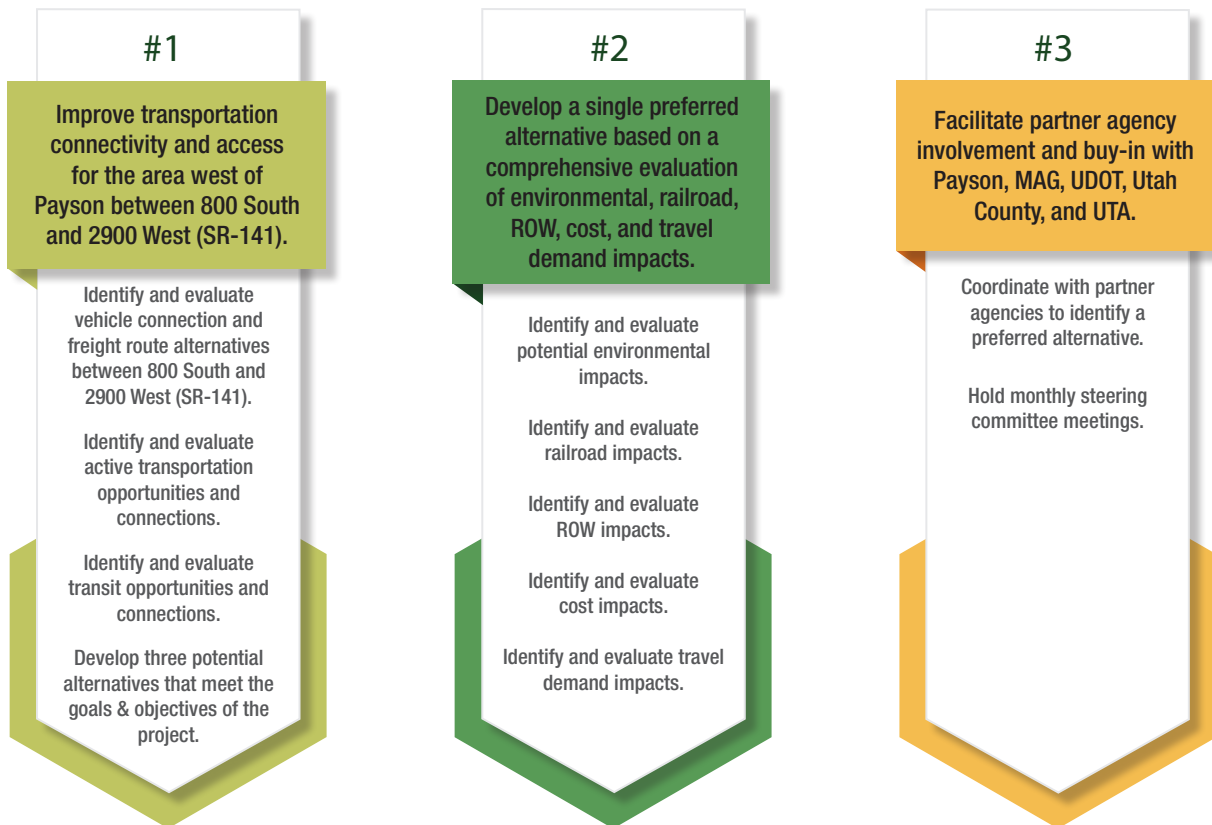 #1
Improve transportation
connectivity and access
for the area west of
Payson between 800 South
and 2900 West (SR-141).
Identify and evaluate
vehicle connection and
freight route alternatives
between 800 South and
2900 West (SR-141).
Identify and evaluate
active transportation
opportunities and
connections.
Identify and evaluate
transit opportunities and
connections.
Develop three potential
alternatives that meet the
goals & objectives of the
project.
#2
Develop a single preferred
alternative based on a
comprehensive evaluation
of environmental, railroad,
ROW, cost, and travel
demand impacts.
Identify and evaluate
potential environmental
impacts.
Identify and evaluate
railroad impacts.
Identify and evaluate
ROW impacts.
Identify and evaluate
cost impacts.
Identify and evaluate travel
demand impacts.
#3
Facilitate partner agency
involvement and buy-in with
Payson, MAG, UDOT, Utah
County, and UTA.
Coordinate with partner
agencies to identify a
preferred alternative.
Hold monthly steering
committee meetings.